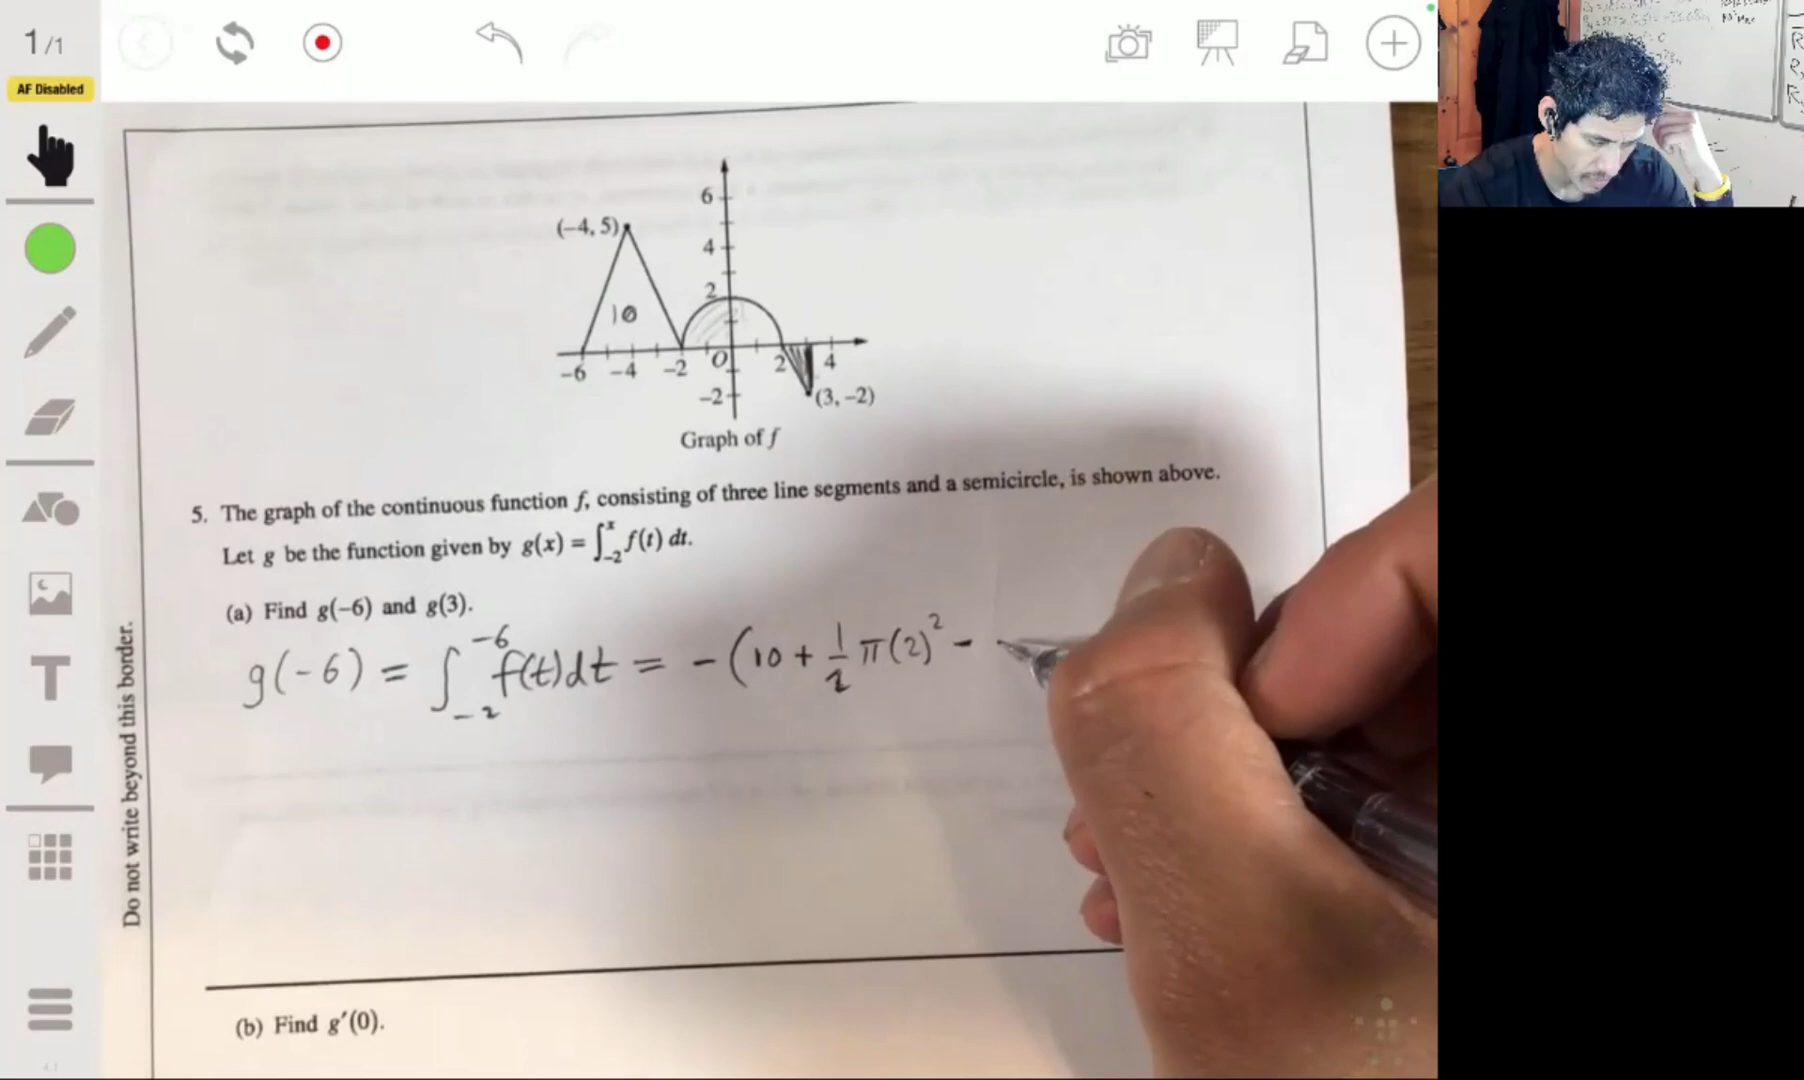 1/1
AF Disabled
6
(−4, 5)
4
2
10
−6 −4 −2 O 2 4
−2
(3, −2)
Graph of f
5. The graph of the continuous function f, consisting of three line segments and a semicircle, is shown above.
Let g be the function given by g(x) = ∫_{−2}^{x} f(t) dt.
(a) Find g(−6) and g(3).
g(-6) = ∫_{-2}^{-6} f(t)dt = -(10 + 1/2 π(2)² -
(b) Find g′(0).
Do not write beyond this border.
T